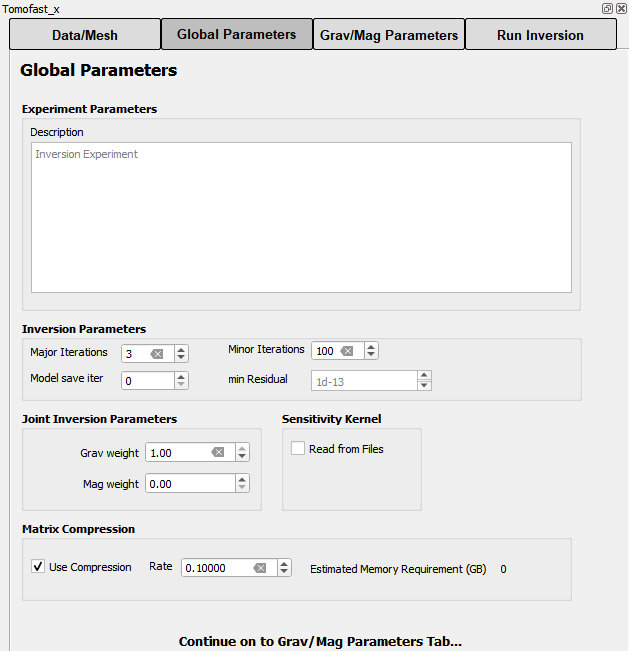 Tomofast_x
Data/Mesh
Global Parameters
Grav/Mag Parameters
Run Inversion
Global Parameters
Experiment Parameters
Description
Inversion Experiment
Inversion Parameters
Major Iterations 3
Minor Iterations 100
Model save iter 0
min Residual 1d-13
Joint Inversion Parameters
Grav weight 1.00
Mag weight 0.00
Sensitivity Kernel
Read from Files
Matrix Compression
Use Compression Rate 0.10000 Estimated Memory Requirement (GB) 0
Continue on to Grav/Mag Parameters Tab...